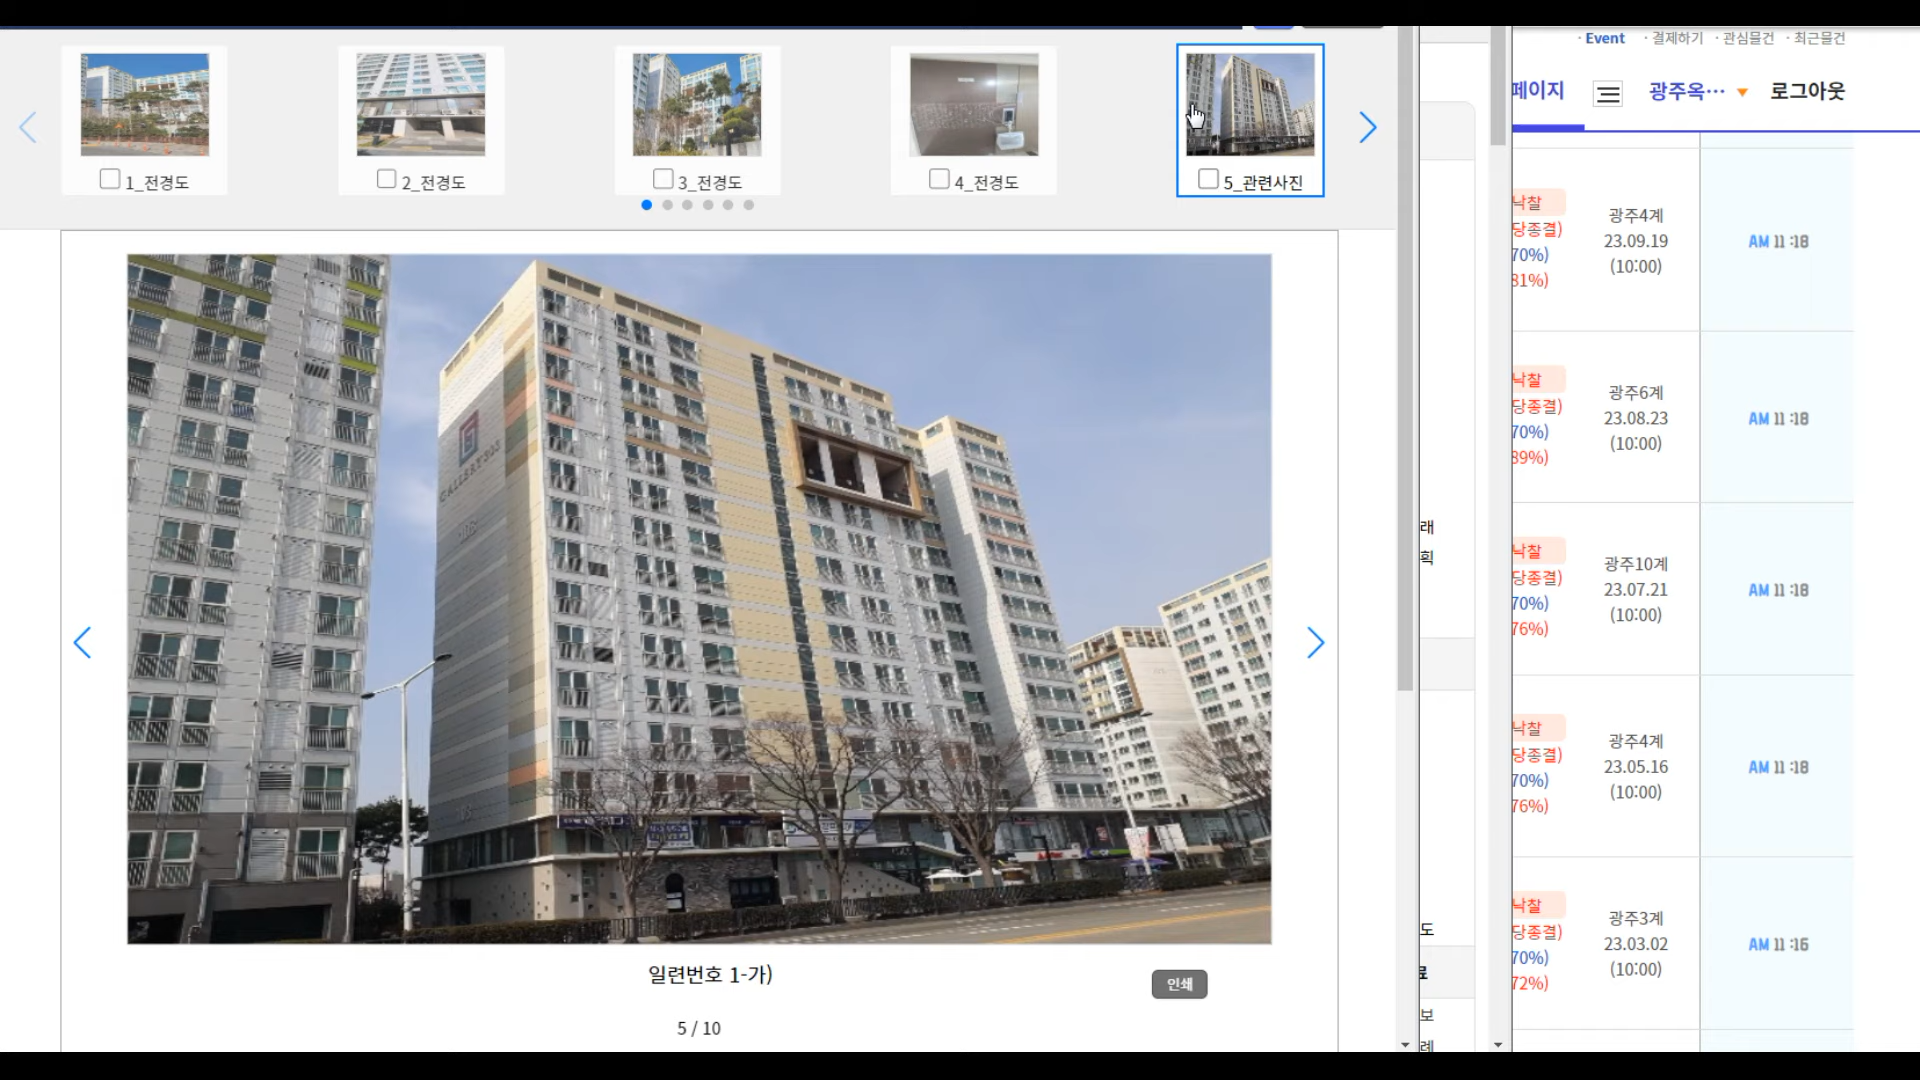 · Event · 결제하기 · 관심물건 · 최근물건
페이지 광주옥··· 로그아웃
1_전경도
2_전경도
3_전경도
4_전경도
5_관련사진
일련번호 1-가)
인쇄
5 / 10
래
획
도
료
보
례
낙찰
당종결)
70%)
81%)
광주4계
23.09.19
(10:00)
AM 11 :18
낙찰
당종결)
70%)
89%)
광주6계
23.08.23
(10:00)
AM 11 :18
낙찰
당종결)
70%)
76%)
광주10계
23.07.21
(10:00)
AM 11 :18
낙찰
당종결)
70%)
76%)
광주4계
23.05.16
(10:00)
AM 11 :18
낙찰
당종결)
70%)
72%)
광주3계
23.03.02
(10:00)
AM 11 :16